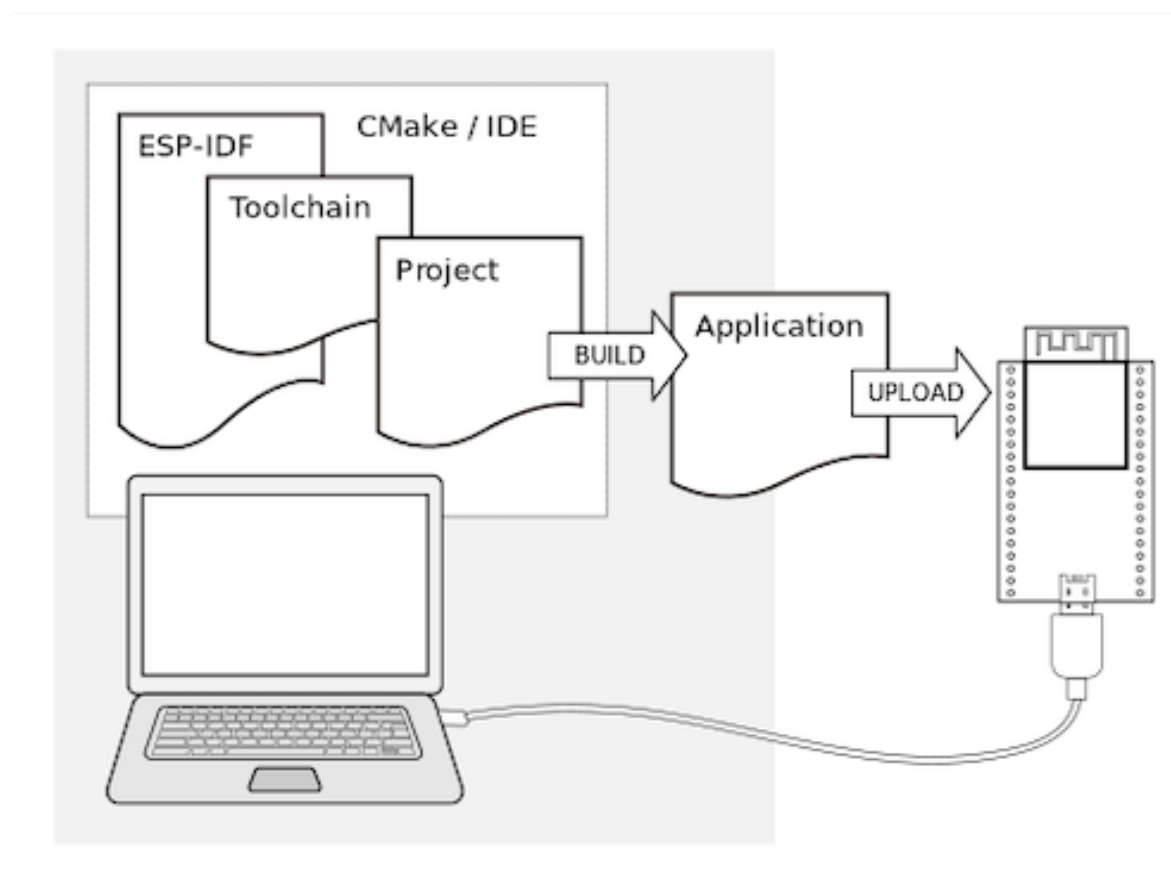 CMake / IDE
ESP-IDF
Toolchain
Project
BUILD
Application
UPLOAD